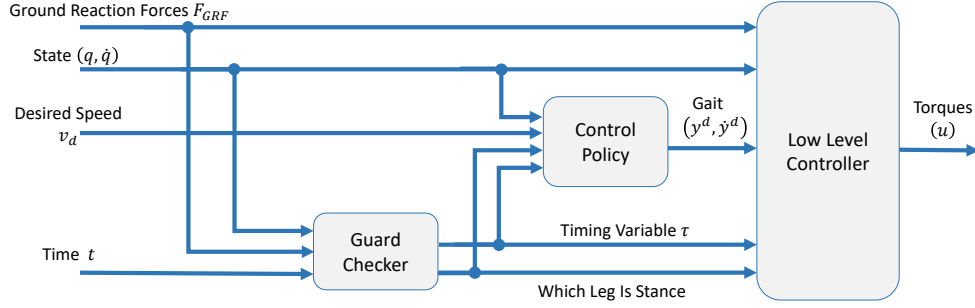 Ground Reaction Forces F_GRF
State (q, q̇)
Desired Speed
v_d
Control
Policy
Gait
(y^d, ẏ^d)
Low Level
Controller
Torques
(u)
Guard
Checker
Timing Variable τ
Time t
Which Leg Is Stance